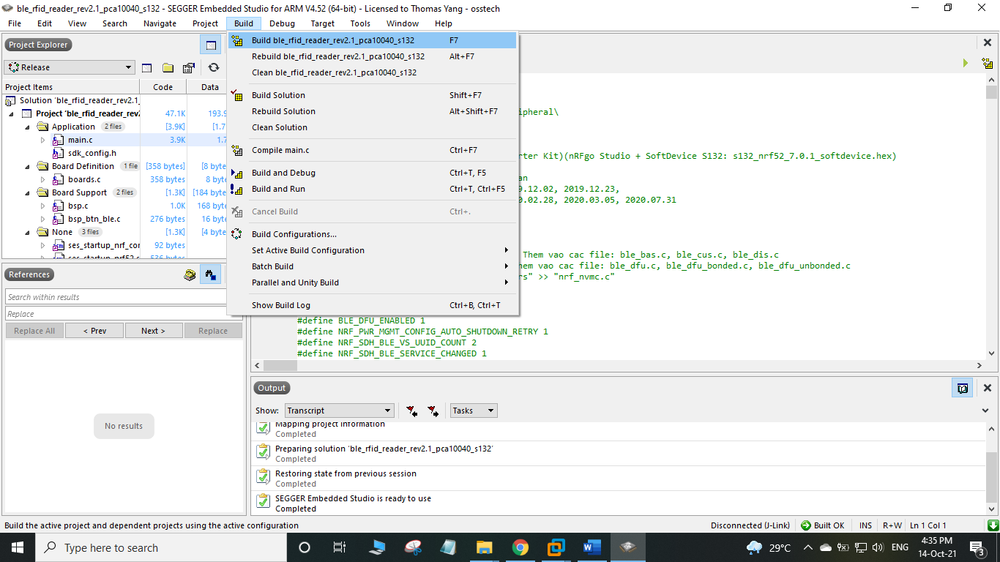 ble_rfid_reader_rev2.1_pca10040_s132 - SEGGER Embedded Studio for ARM V4.52 (64-bit) - Licensed to Thomas Yang - osstech
File Edit View Search Navigate Project Build Debug Target Tools Window Help
Project Explorer
Release
Project Items Code Data
Solution 'ble_rfid_reader_rev2.1_
Project 'ble_rfid_reader_rev2 47.1K 193.9
Application 2 files [3.9K] [1.7
main.c 3.9K 1.7
sdk_config.h
Board Definition 1 file [358 bytes] [8 byte
boards.c 358 bytes 8 byte
Board Support 2 files [1.3K] [184 byte
bsp.c 1.0K 168 byte
bsp_btn_ble.c 276 bytes 16 byte
None 3 files [1.3K] [4 byte
ses_startup_nrf_cor 92 bytes
ses_startup_nrf52.s 536 bytes
Build ble_rfid_reader_rev2.1_pca10040_s132 F7
Rebuild ble_rfid_reader_rev2.1_pca10040_s132 Alt+F7
Clean ble_rfid_reader_rev2.1_pca10040_s132
Build Solution Shift+F7
Rebuild Solution Alt+Shift+F7
Clean Solution
Compile main.c Ctrl+F7
Build and Debug Ctrl+T, F5
Build and Run Ctrl+T, Ctrl+F5
Cancel Build Ctrl+.
Build Configurations...
Set Active Build Configuration
Batch Build
Parallel and Unity Build
Show Build Log Ctrl+B, Ctrl+T
ipheral\
rter Kit)(nRFgo Studio + SoftDevice S132: s132_nrf52_7.0.1_softdevice.hex)
an
9.12.02, 2019.12.23,
0.02.28, 2020.03.05, 2020.07.31
Them vao cac file: ble_bas.c, ble_cus.c, ble_dis.c
hem vao cac file: ble_dfu.c, ble_dfu_bonded.c, ble_dfu_unbonded.c
rs" >> "nrf_nvmc.c"
#define BLE_DFU_ENABLED 1
#define NRF_PWR_MGMT_CONFIG_AUTO_SHUTDOWN_RETRY 1
#define NRF_SDH_BLE_VS_UUID_COUNT 2
#define NRF_SDH_BLE_SERVICE_CHANGED 1
References
Search within results
Replace
Replace All < Prev Next > Replace
No results
Output
Show: Transcript Tasks
Mapping project information
Completed
Preparing solution 'ble_rfid_reader_rev2.1_pca10040_s132'
Completed
Restoring state from previous session
Completed
SEGGER Embedded Studio is ready to use
Completed
Build the active project and dependent projects using the active configuration Disconnected (J-Link) Built OK INS R+W Ln 1 Col 1
Type here to search 29°C ENG 4:35 PM
14-Oct-21 3